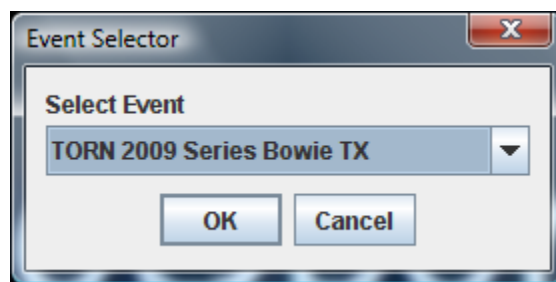 Event Selector
Select Event
TORN 2009 Series Bowie TX
OK Cancel